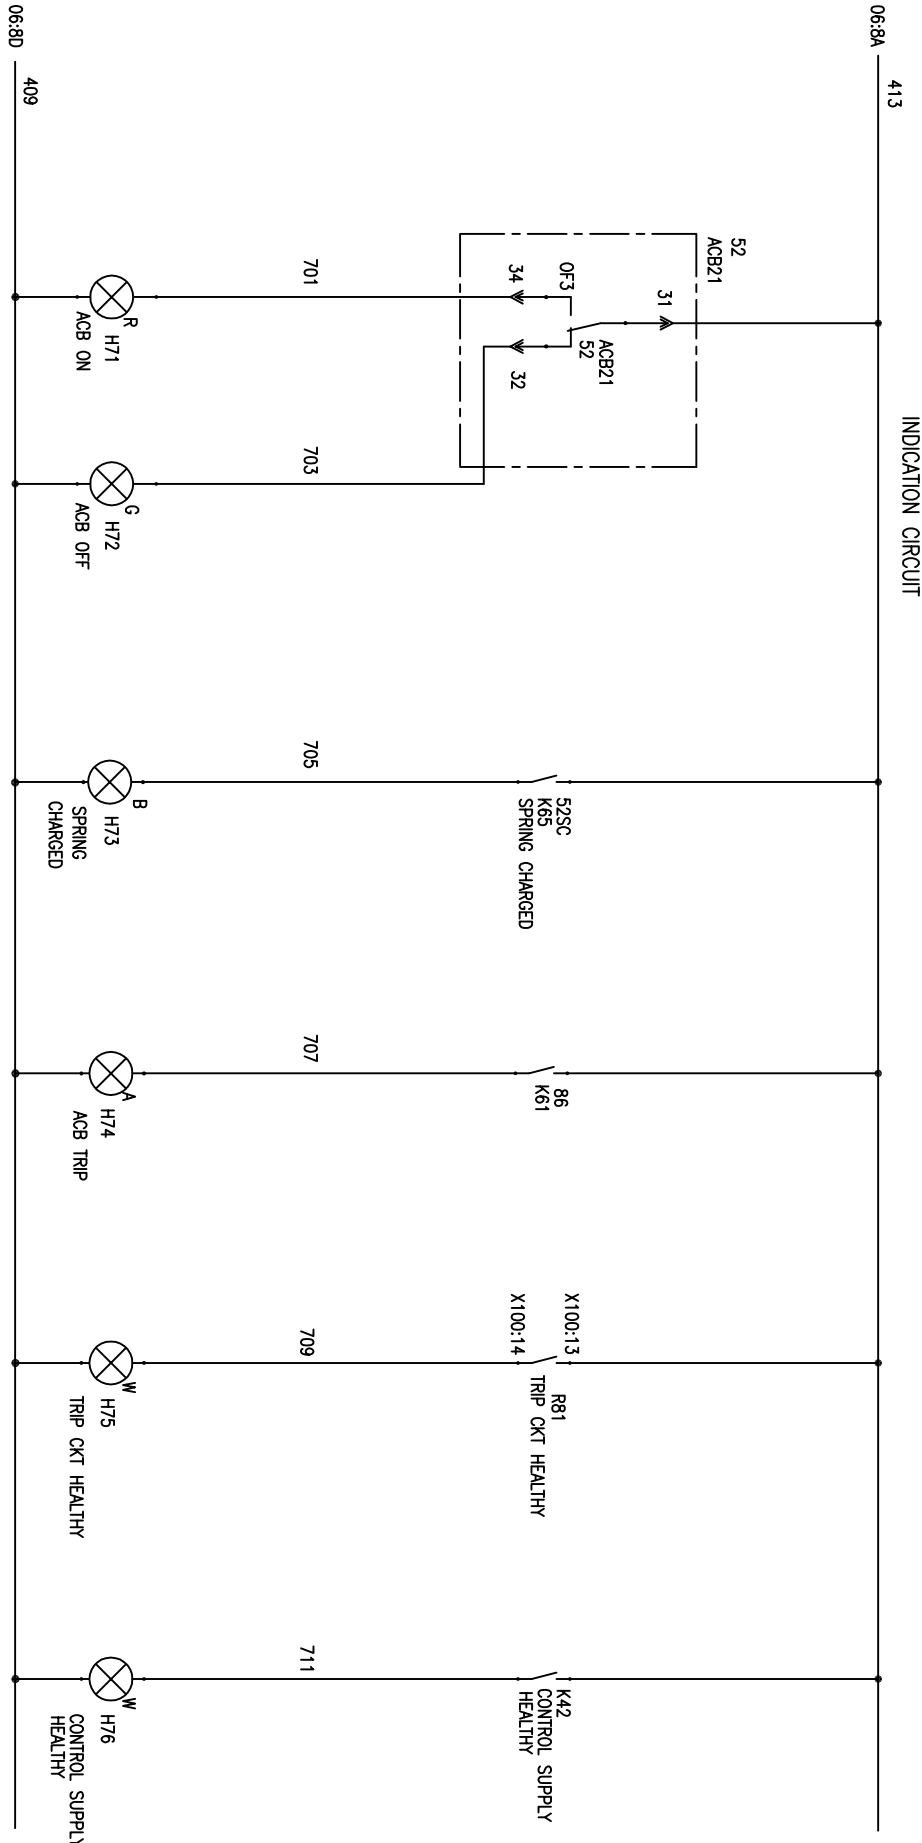 INDICATION CIRCUIT
06:8A
413
52
ACB21
31
ACB21
52
OF3
34
32
52SC
K65
SPRING CHARGED
86
K61
X100:13
X100:14
R81
TRIP CKT HEALTHY
K42
CONTROL SUPPLY
HEALTHY
701
703
705
707
709
711
R
H71
ACB ON
G
H72
ACB OFF
B
H73
SPRING
CHARGED
A
H74
ACB TRIP
W
H75
TRIP CKT HEALTHY
W
H76
CONTROL SUPPLY
HEALTHY
06:8D
409